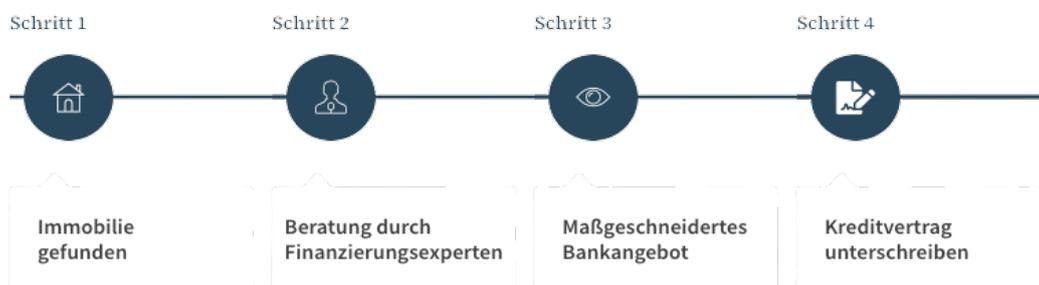 Schritt 1
Schritt 2
Schritt 3
Schritt 4
Immobilie
gefunden
Beratung durch
Finanzierungsexperten
Maßgeschneidertes
Bankangebot
Kreditvertrag
unterschreiben